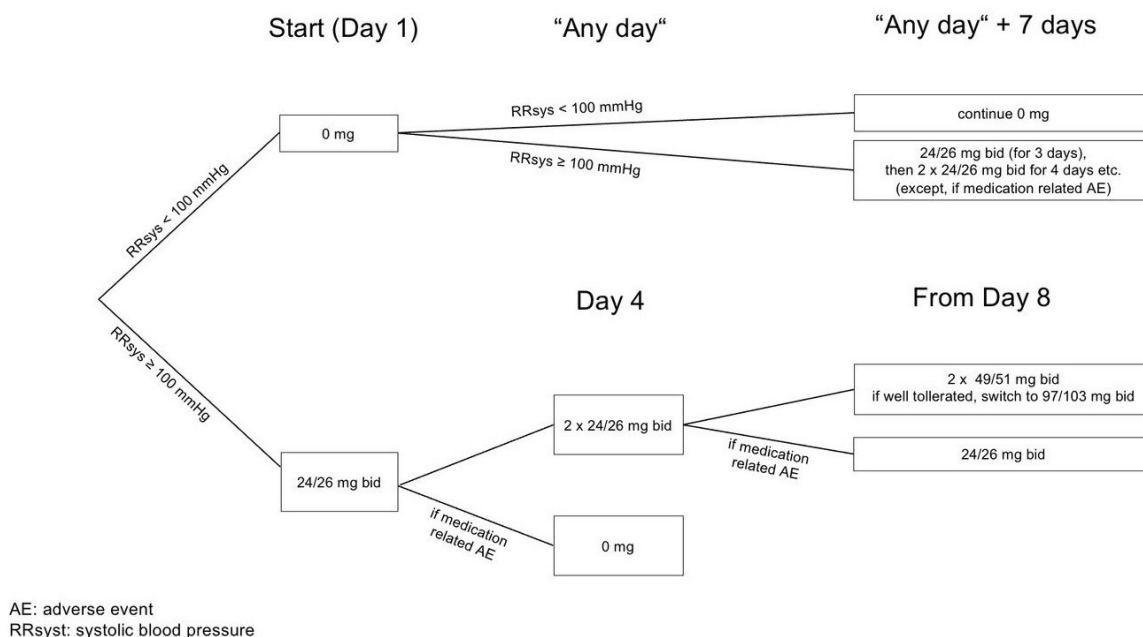 Start (Day 1)
“Any day“
“Any day“ + 7 days
RRsys < 100 mmHg
0 mg
RRsys < 100 mmHg
RRsys ≥ 100 mmHg
continue 0 mg
24/26 mg bid (for 3 days),
then 2 x 24/26 mg bid for 4 days etc.
(except, if medication related AE)
Day 4
From Day 8
RRsys ≥ 100 mmHg
24/26 mg bid
if medication
related AE
2 x 24/26 mg bid
0 mg
if medication
related AE
2 x 49/51 mg bid
if well tollerated, switch to 97/103 mg bid
24/26 mg bid
AE: adverse event
RRsyst: systolic blood pressure